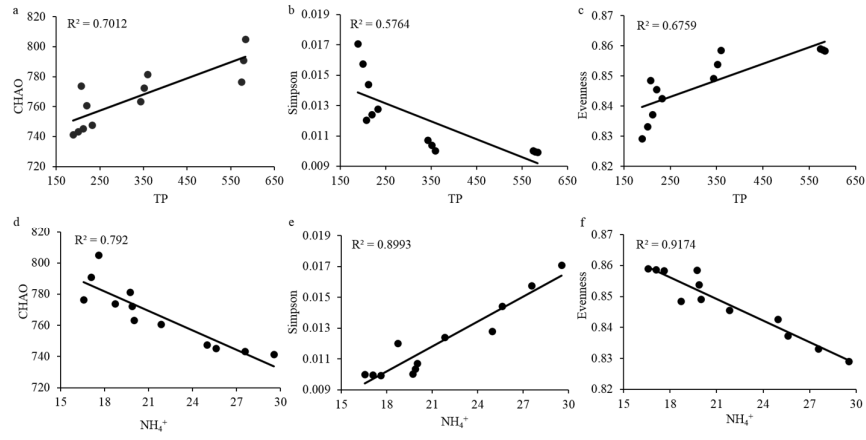 a
R² = 0.7012
820
800
780
760
740
720
CHAO
150 250 350 450 550 650
TP
b
R² = 0.5764
0.019
0.017
0.015
0.013
0.011
0.009
Simpson
150 250 350 450 550 650
TP
c
R² = 0.6759
0.87
0.86
0.85
0.84
0.83
0.82
Evenness
150 250 350 450 550 650
TP
d
R² = 0.792
820
800
780
760
740
720
CHAO
15 18 21 24 27 30
NH₄⁺
e
R² = 0.8993
0.019
0.017
0.015
0.013
0.011
0.009
Simpson
15 18 21 24 27 30
NH₄⁺
f
R² = 0.9174
0.87
0.86
0.85
0.84
0.83
0.82
Evenness
15 18 21 24 27 30
NH₄⁺